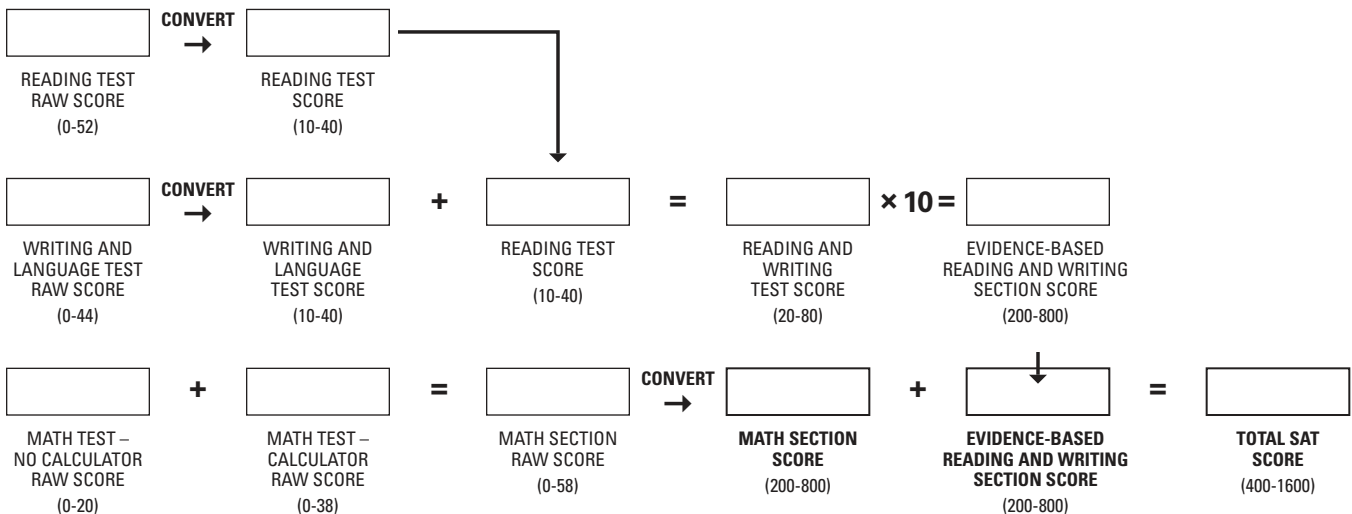 CONVERT
→
READING TEST
RAW SCORE
(0-52)
READING TEST
SCORE
(10-40)
CONVERT
→
+
=
× 10 =
WRITING AND
LANGUAGE TEST
RAW SCORE
(0-44)
WRITING AND
LANGUAGE
TEST SCORE
(10-40)
READING TEST
SCORE
(10-40)
READING AND
WRITING
TEST SCORE
(20-80)
EVIDENCE-BASED
READING AND WRITING
SECTION SCORE
(200-800)
+
=
CONVERT
→
+
=
MATH TEST –
NO CALCULATOR
RAW SCORE
(0-20)
MATH TEST –
CALCULATOR
RAW SCORE
(0-38)
MATH SECTION
RAW SCORE
(0-58)
MATH SECTION
SCORE
(200-800)
EVIDENCE-BASED
READING AND WRITING
SECTION SCORE
(200-800)
TOTAL SAT
SCORE
(400-1600)